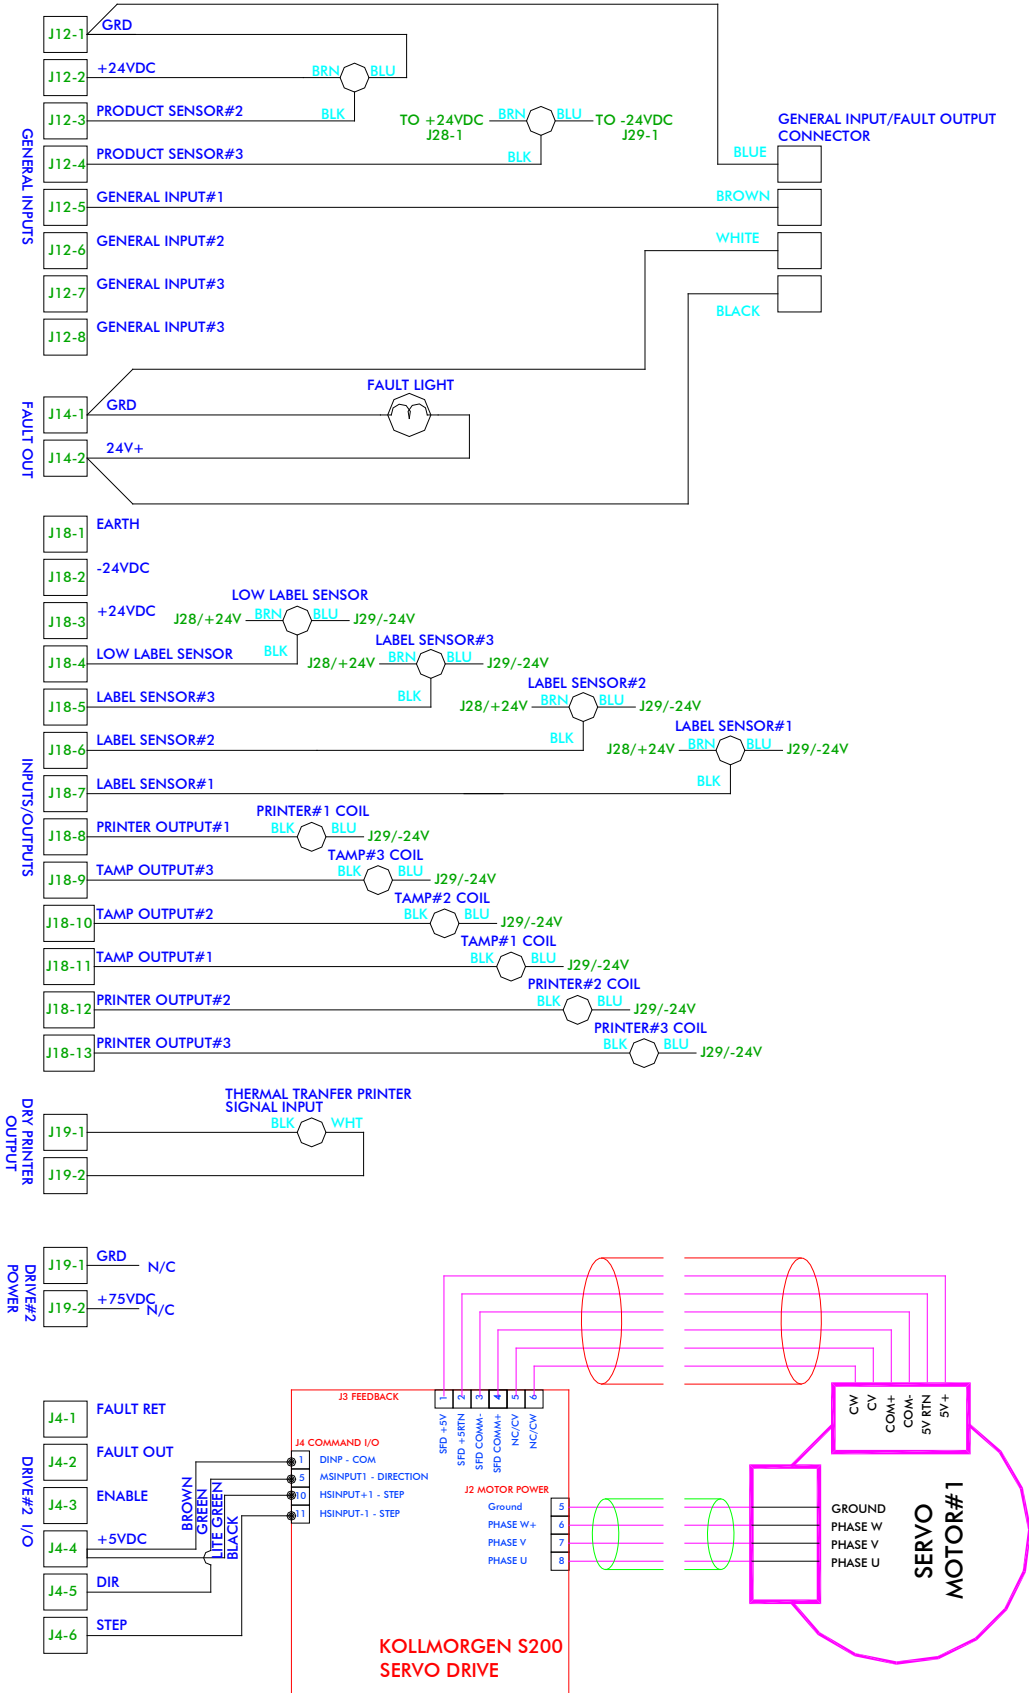 J12-1 GRD
J12-2 +24VDC BRN BLU
J12-3 PRODUCT SENSOR#2 BLK
TO +24VDC BRN BLU TO -24VDC
J28-1 J29-1
GENERAL INPUT/FAULT OUTPUT
CONNECTOR
J12-4 PRODUCT SENSOR#3 BLK BLUE
J12-5 GENERAL INPUT#1 BROWN
J12-6 GENERAL INPUT#2 WHITE
J12-7 GENERAL INPUT#3
BLACK
J12-8 GENERAL INPUT#3
GENERAL INPUTS
FAULT LIGHT
J14-1 GRD
J14-2 24V+
FAULT OUT
J18-1 EARTH
J18-2 -24VDC
LOW LABEL SENSOR
J18-3 +24VDC J28/+24V BRN BLU J29/-24V
LABEL SENSOR#3
J18-4 LOW LABEL SENSOR BLK J28/+24V BRN BLU J29/-24V
LABEL SENSOR#2
J18-5 LABEL SENSOR#3 BLK J28/+24V BRN BLU J29/-24V
LABEL SENSOR#1
J18-6 LABEL SENSOR#2 BLK J28/+24V BRN BLU J29/-24V
J18-7 LABEL SENSOR#1 BLK
PRINTER#1 COIL
J18-8 PRINTER OUTPUT#1 BLK BLU J29/-24V
TAMP#3 COIL
J18-9 TAMP OUTPUT#3 BLK BLU J29/-24V
TAMP#2 COIL
J18-10 TAMP OUTPUT#2 BLK BLU J29/-24V
TAMP#1 COIL
J18-11 TAMP OUTPUT#1 BLK BLU J29/-24V
PRINTER#2 COIL
J18-12 PRINTER OUTPUT#2 BLK BLU J29/-24V
PRINTER#3 COIL
J18-13 PRINTER OUTPUT#3 BLK BLU J29/-24V
INPUTS/OUTPUTS
THERMAL TRANFER PRINTER
SIGNAL INPUT
J19-1 BLK WHT
J19-2
DRY PRINTER
OUTPUT
J19-1 GRD N/C
J19-2 +75VDC N/C
DRIVE#2
POWER
J4-1 FAULT RET
J4-2 FAULT OUT
J4-3 ENABLE
J4-4 +5VDC
J4-5 DIR
J4-6 STEP
DRIVE#2 I/O
BROWN
GREEN
LITE GREEN
BLACK
J3 FEEDBACK
1 SFD +5V
2 SFD +5RTN
3 SFD COMM-
4 SFD COMM+
5 NC/CV
6 NC/CW
J4 COMMAND I/O
1 DINP - COM
5 MSINPUT1 - DIRECTION
10 HSINPUT+1 - STEP
11 HSINPUT-1 - STEP
J2 MOTOR POWER
Ground 5
PHASE W+ 6
PHASE V 7
PHASE U 8
KOLLMORGEN S200
SERVO DRIVE
CW
CV
COM+
COM-
5V RTN
5V+
GROUND
PHASE W
PHASE V
PHASE U
SERVO
MOTOR#1